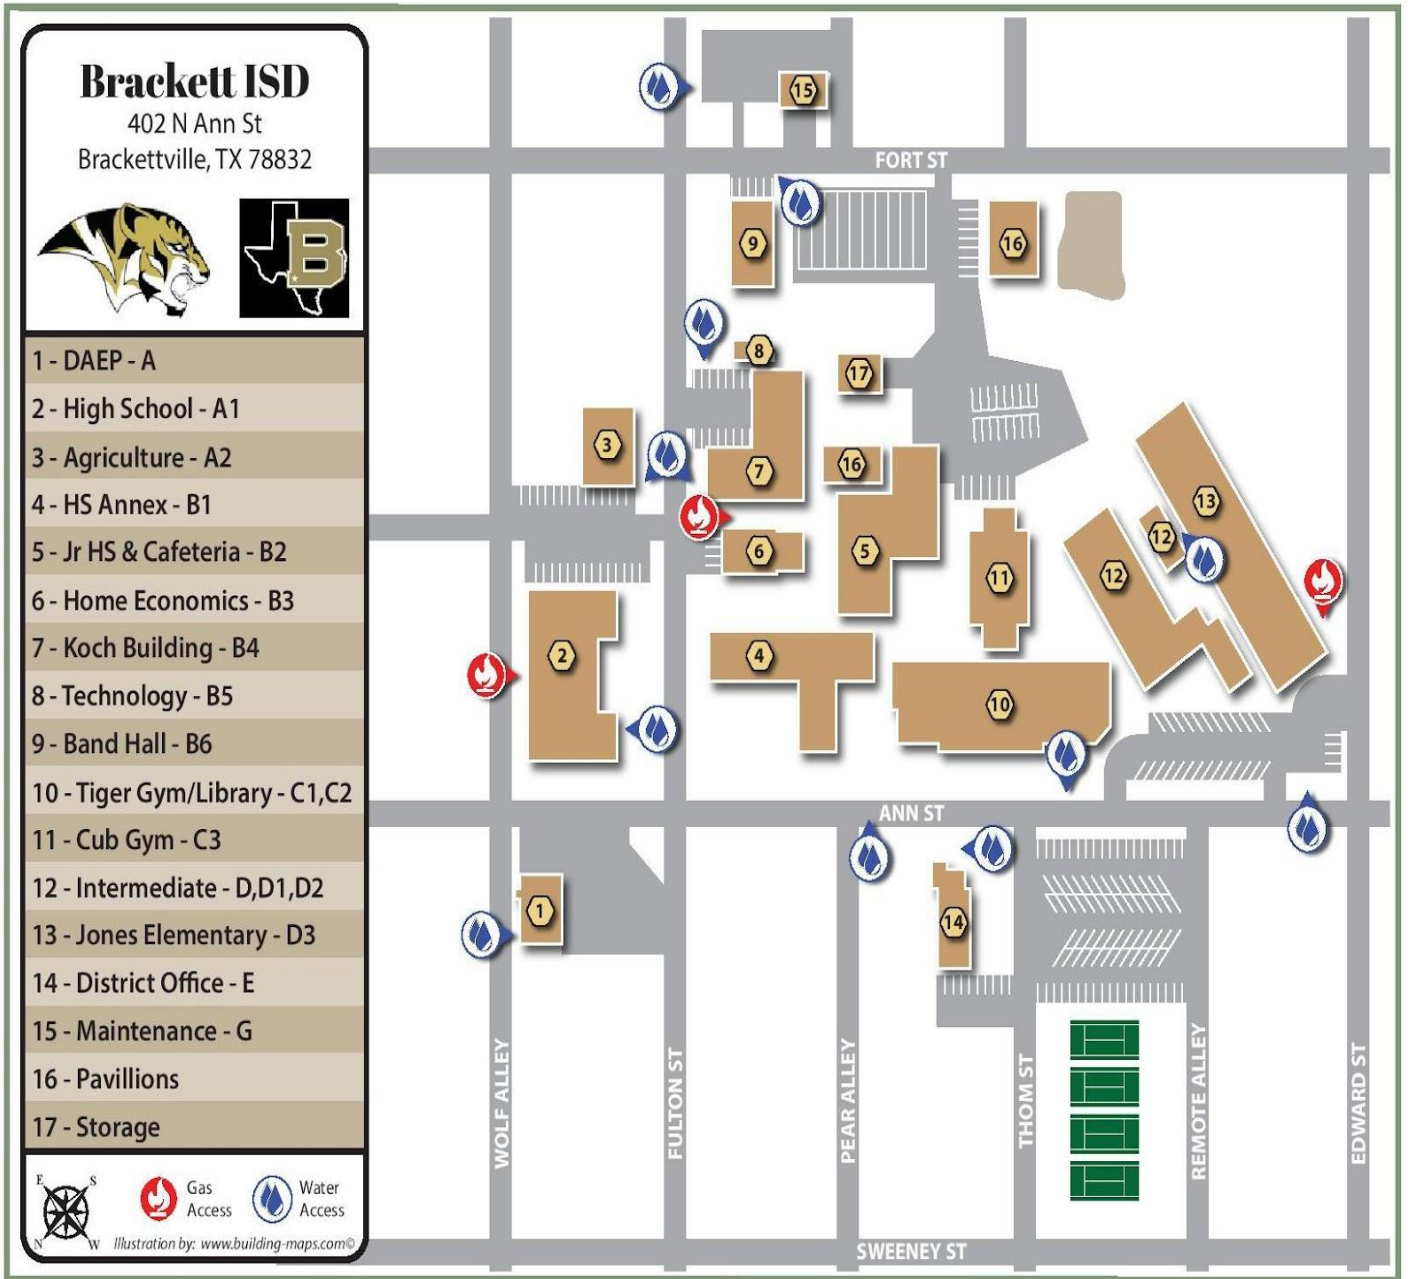 Brackett ISD
402 N Ann St
Brackettville, TX 78832
B
1 - DAEP - A
2 - High School - A1
3 - Agriculture - A2
4 - HS Annex - B1
5 - Jr HS & Cafeteria - B2
6 - Home Economics - B3
7 - Koch Building - B4
8 - Technology - B5
9 - Band Hall - B6
10 - Tiger Gym/Library - C1,C2
11 - Cub Gym - C3
12 - Intermediate - D,D1,D2
13 - Jones Elementary - D3
14 - District Office - E
15 - Maintenance - G
16 - Pavillions
17 - Storage
E S
N W
Gas
Access
Water
Access
Illustration by: www.building-maps.com©
15
FORT ST
9
16
8
17
3
7
16
13
6
5
12
11
12
2
4
10
ANN ST
1
14
WOLF ALLEY
FULTON ST
PEAR ALLEY
THOM ST
REMOTE ALLEY
EDWARD ST
SWEENEY ST